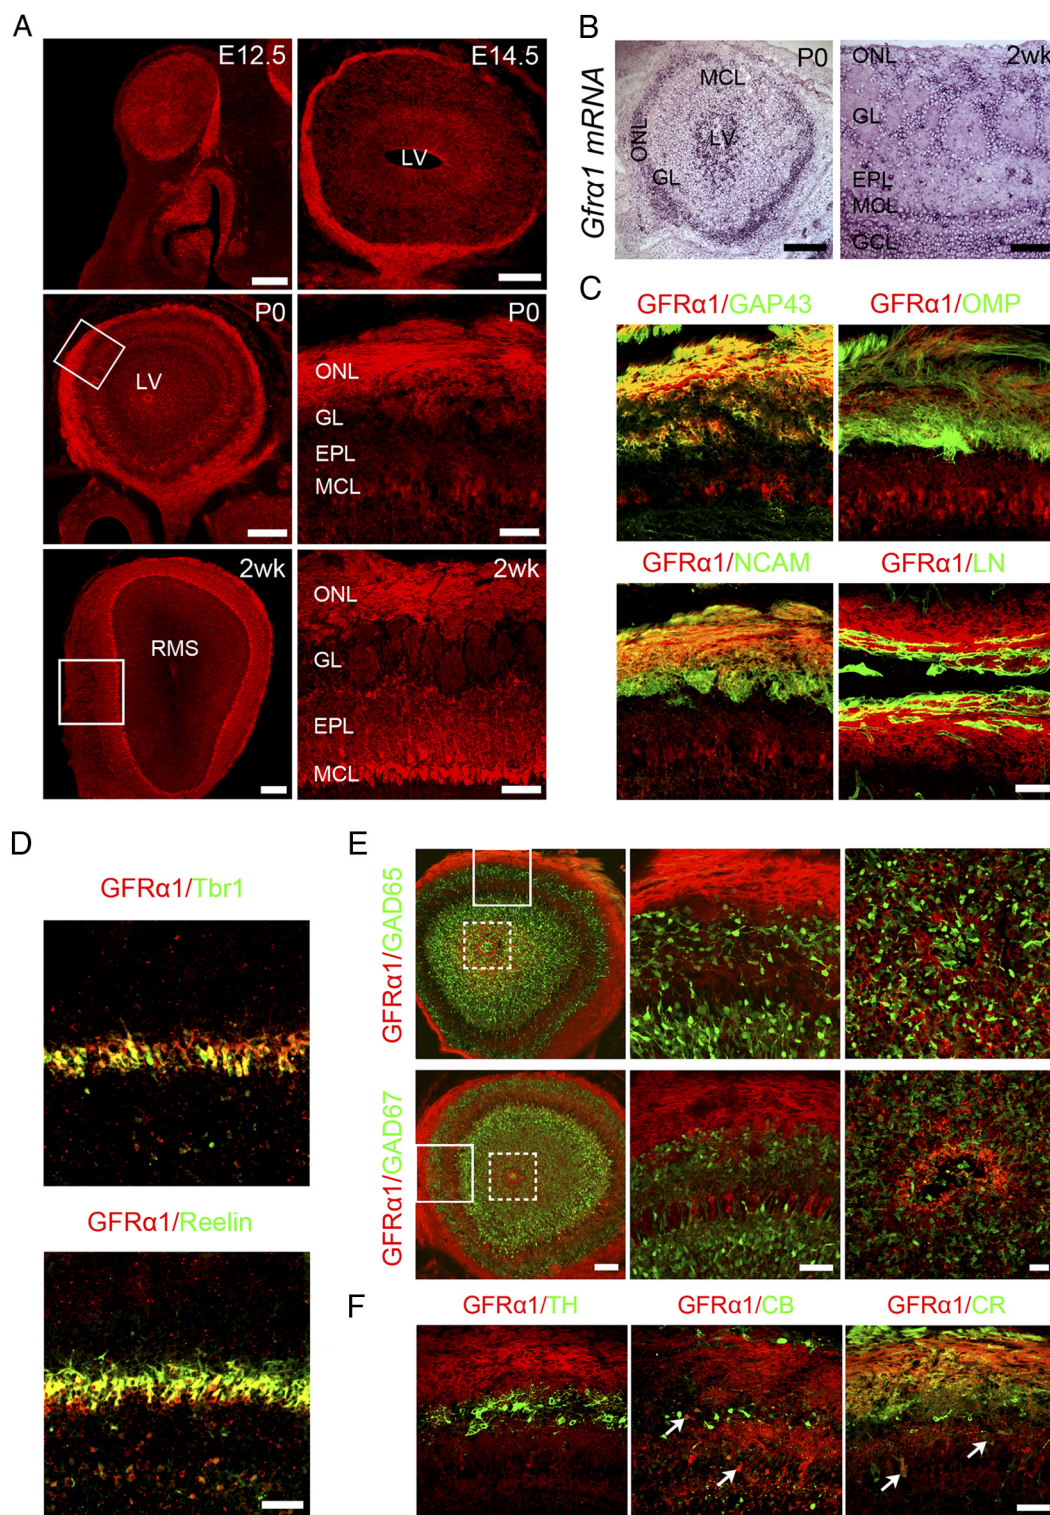 A
E12.5
E14.5
LV
P0
LV
P0
ONL
GL
EPL
MCL
2wk
RMS
2wk
ONL
GL
EPL
MCL
B
Gfrα1 mRNA
P0
MCL
ONL
LV
GL
2wk
ONL
GL
EPL
MCL
GCL
C
GFRα1/GAP43
GFRα1/OMP
GFRα1/NCAM
GFRα1/LN
D
GFRα1/Tbr1
GFRα1/Reelin
E
GFRα1/GAD65
GFRα1/GAD67
F
GFRα1/TH
GFRα1/CB
GFRα1/CR